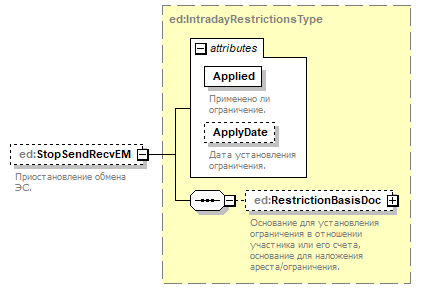 ed:IntradayRestrictionsType
attributes
Applied
Применено ли
ограничение.
ApplyDate
Дата установления
ограничения.
ed:StopSendRecvEM
Приостановление обмена
ЭС.
ed:RestrictionBasisDoc
Основание для установления
ограничения в отношении
участника или его счета,
основание для наложения
ареста/ограничения.